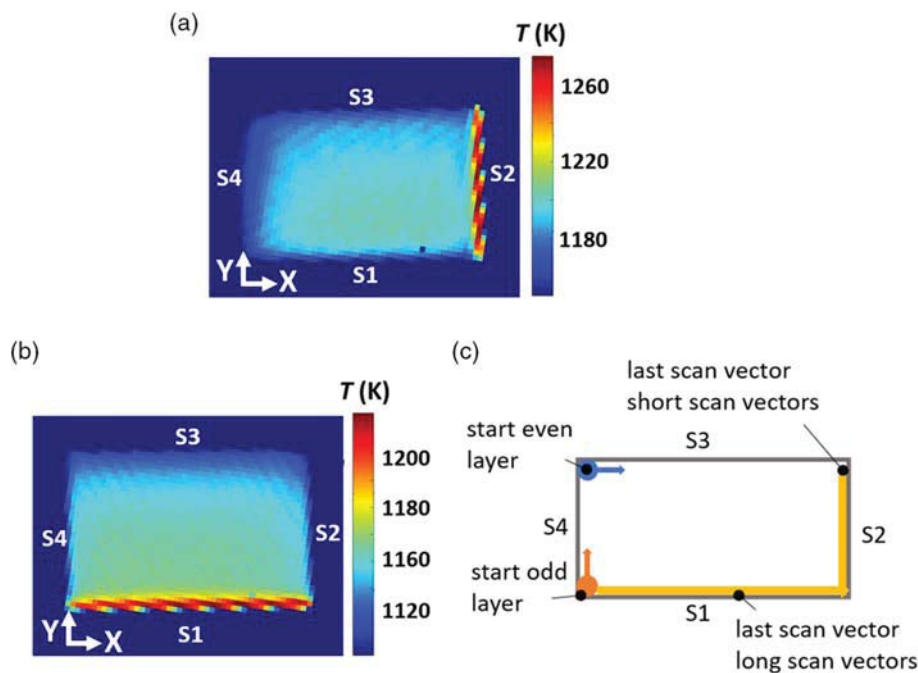 (a)
T (K)
S3
1260
S4
S2
1220
1180
Y
X
S1
(b)
T (K)
S3
1200
1180
S4
S2
1160
1120
Y
X
S1
(c)
last scan vector
short scan vectors
start even
layer
S3
S4
S2
start odd
layer
S1
last scan vector
long scan vectors